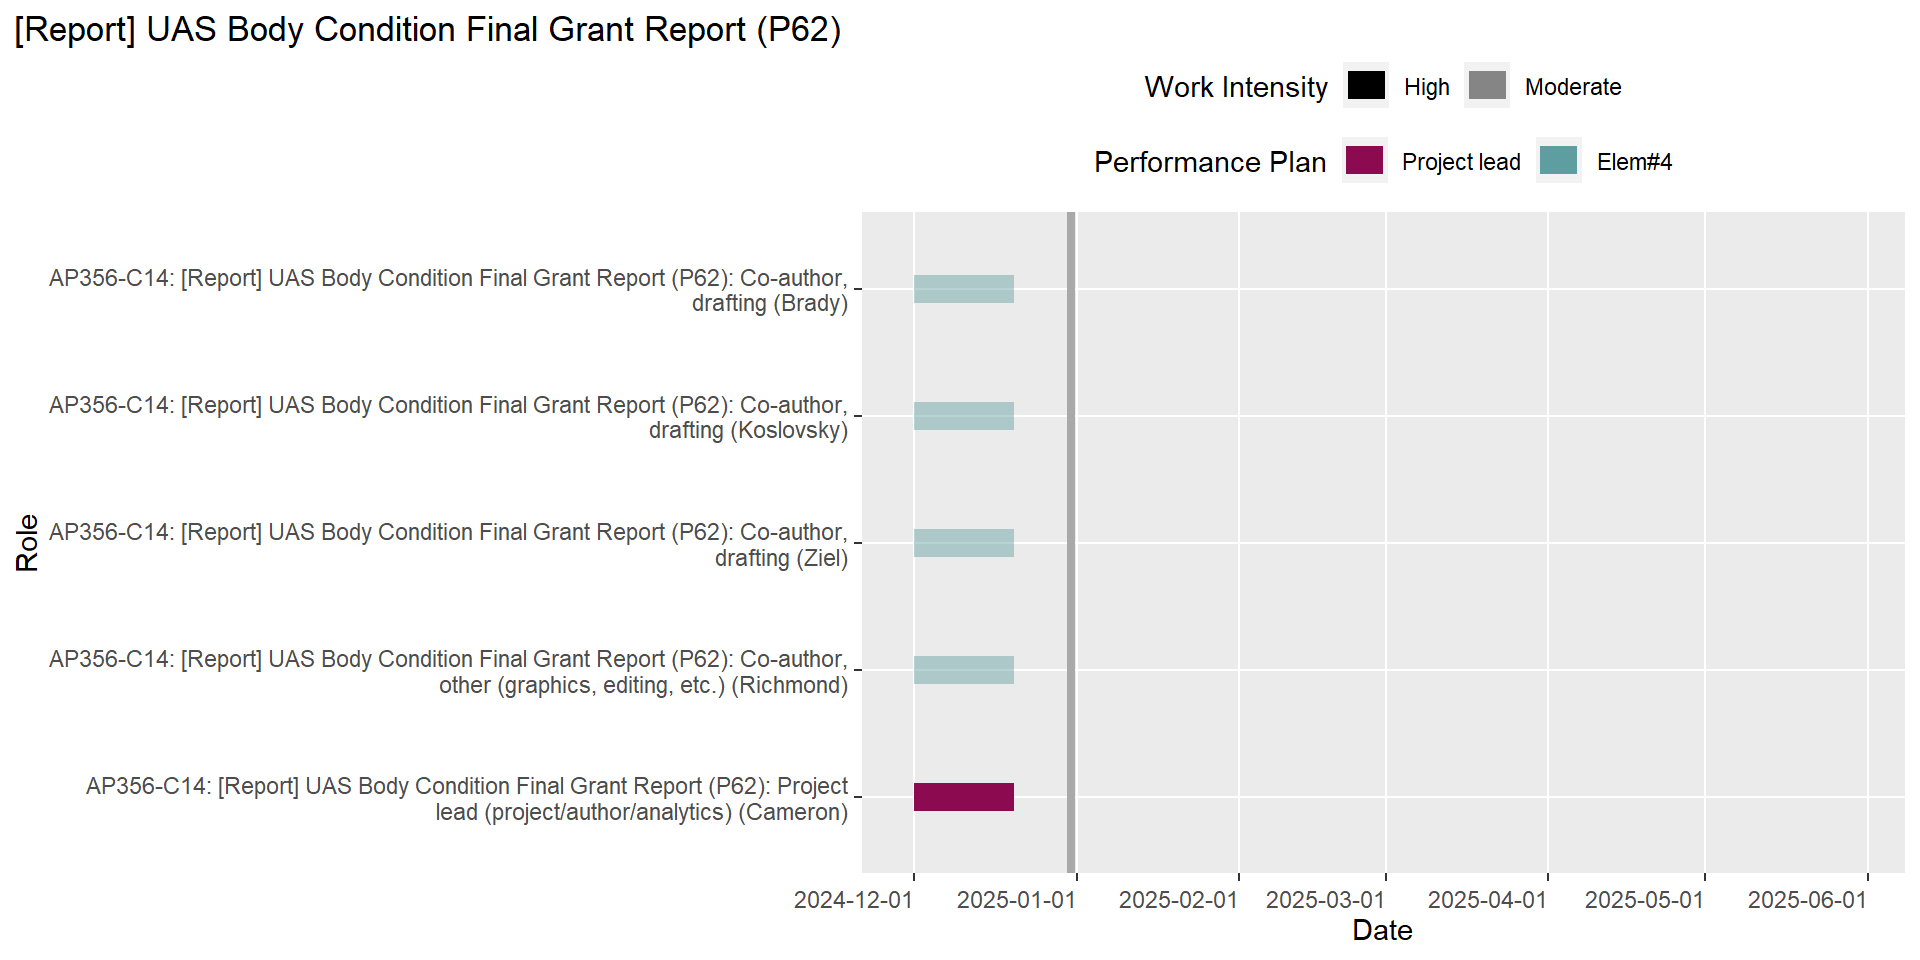 [Report] UAS Body Condition Final Grant Report (P62)
Work Intensity High Moderate
Performance Plan Project lead Elem#4
AP356-C14: [Report] UAS Body Condition Final Grant Report (P62): Co-author,
drafting (Brady)
AP356-C14: [Report] UAS Body Condition Final Grant Report (P62): Co-author,
drafting (Koslovsky)
AP356-C14: [Report] UAS Body Condition Final Grant Report (P62): Co-author,
drafting (Ziel)
AP356-C14: [Report] UAS Body Condition Final Grant Report (P62): Co-author,
other (graphics, editing, etc.) (Richmond)
AP356-C14: [Report] UAS Body Condition Final Grant Report (P62): Project
lead (project/author/analytics) (Cameron)
Role
2024-12-01 2025-01-01 2025-02-01 2025-03-01 2025-04-01 2025-05-01 2025-06-01
Date